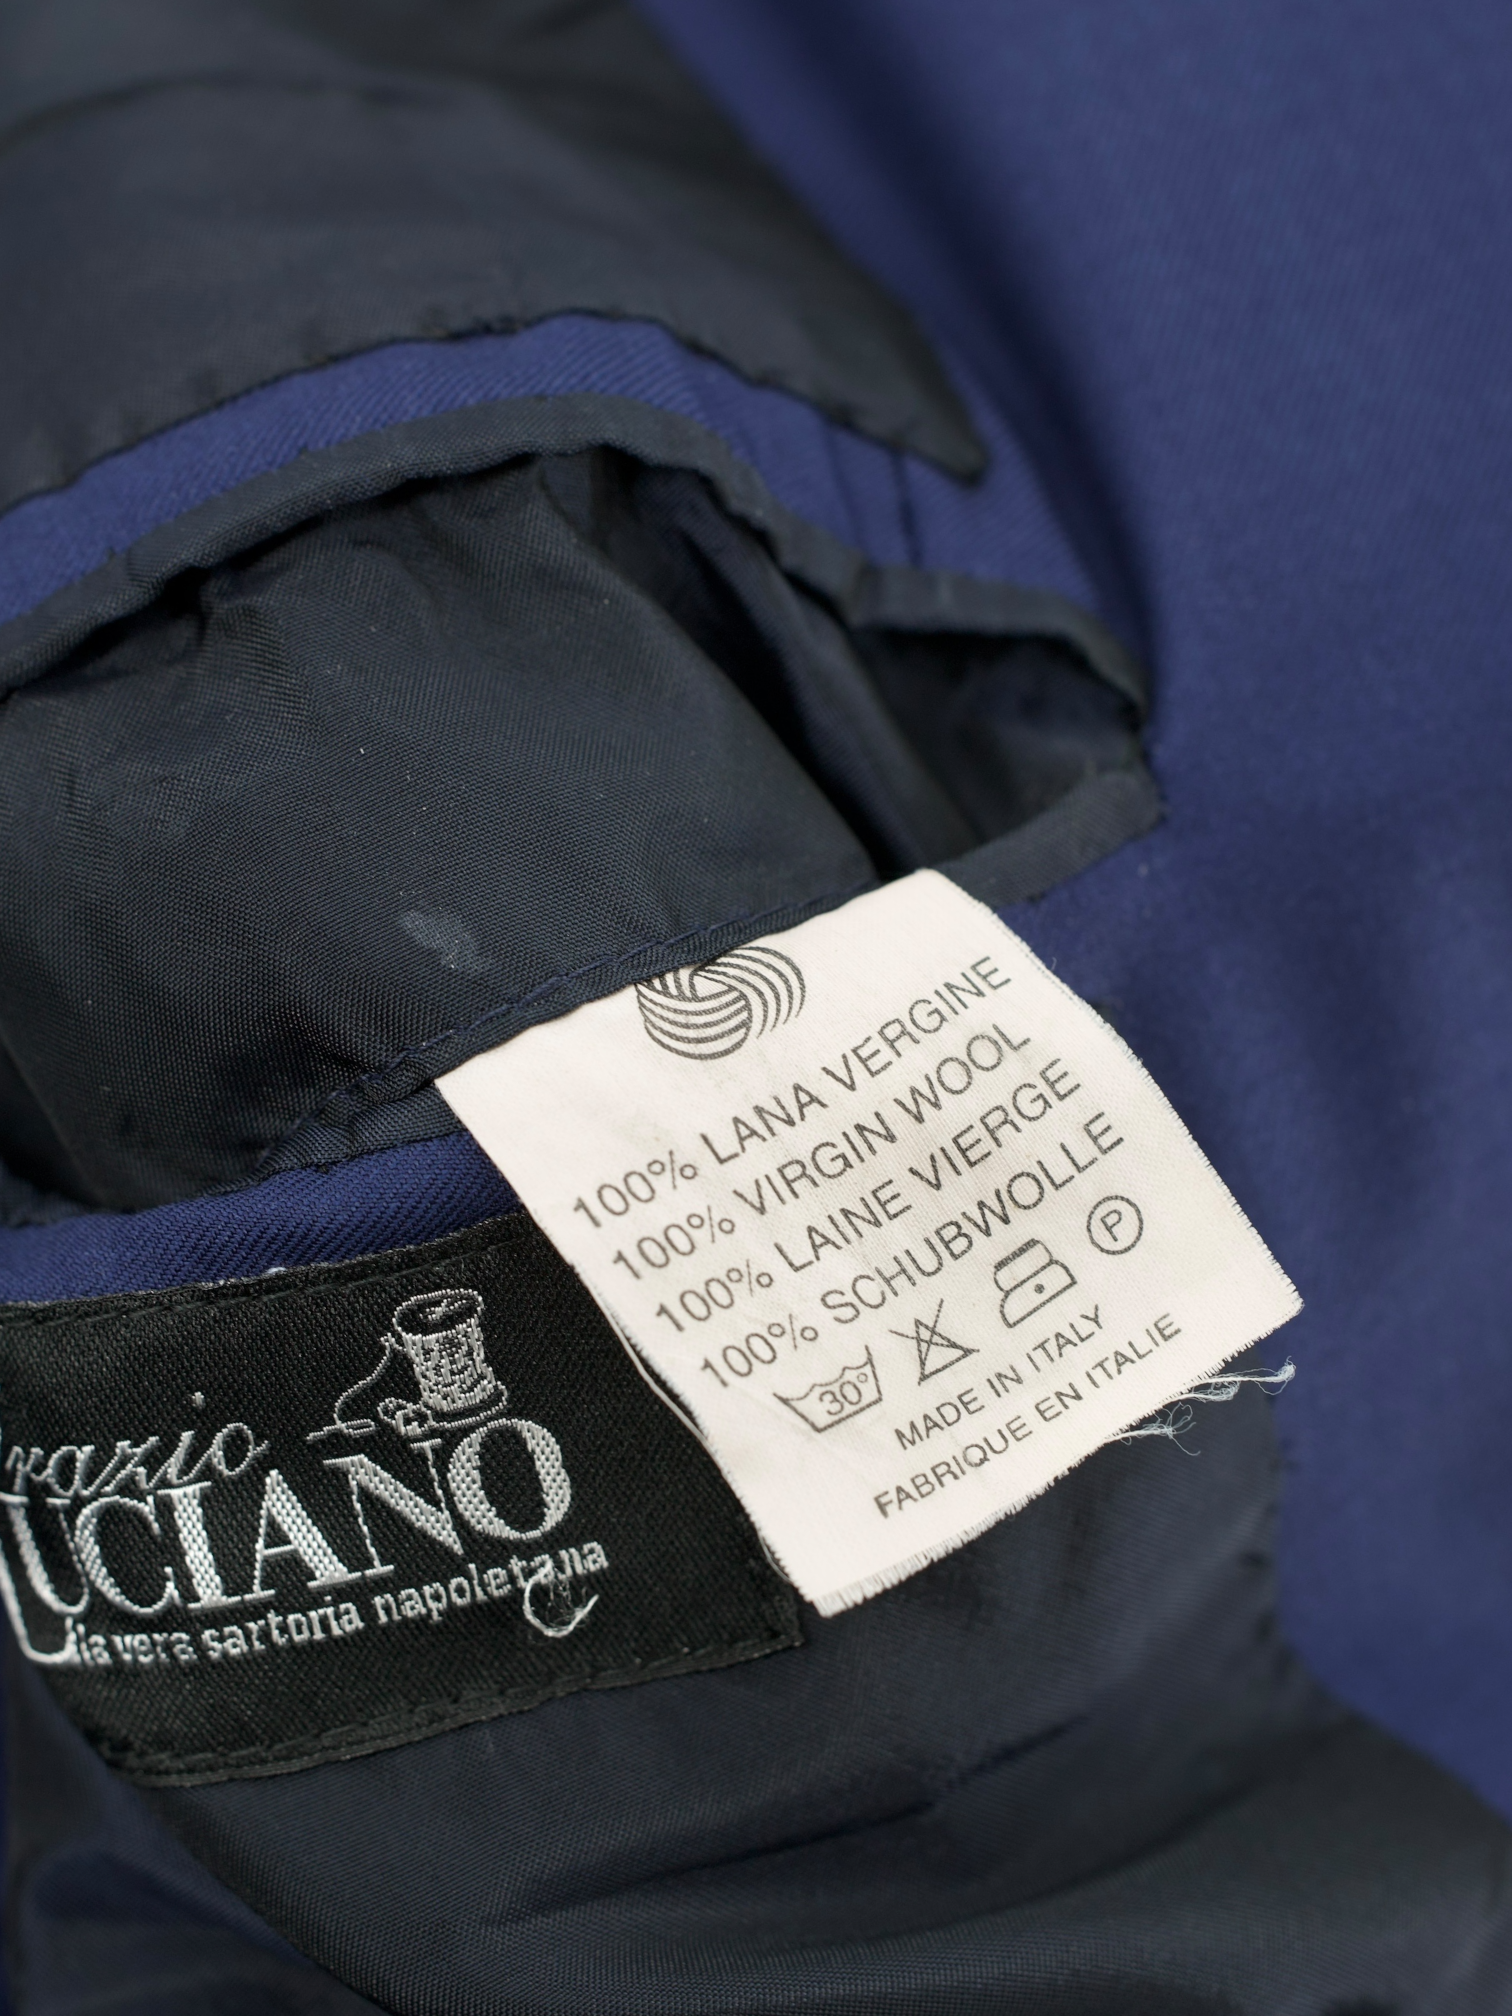 100% LANA VERGINE
100% VIRGIN WOOL
100% LAINE VIERGE
100% SCHUBWOLLE
30° P
MADE IN ITALY
FABRIQUE EN ITALIE
LUCIANO
la vera sartoria napoletana